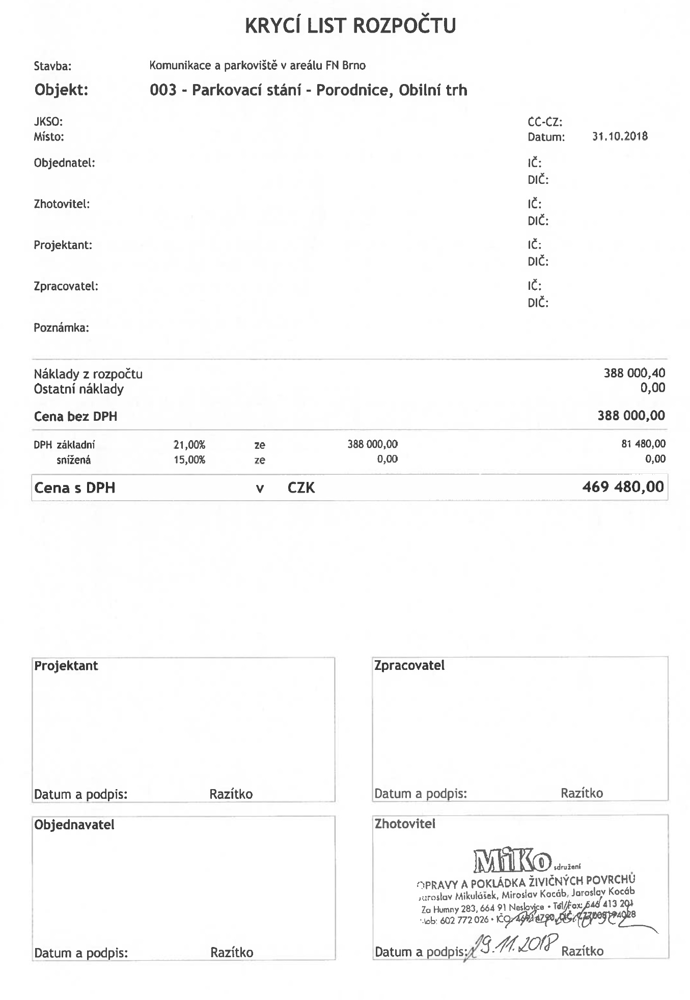 KRYCÍ LIST ROZPOČTU
Stavba: Komunikace a parkoviště v areálu FN Brno
Objekt: 003 - Parkovací stání - Porodnice, Obilní trh
JKSO: CC-CZ:
Místo: Datum: 31.10.2018
Objednatel: IČ:
DIČ:
Zhotovitel: IČ:
DIČ:
Projektant: IČ:
DIČ:
Zpracovatel: IČ:
DIČ:
Poznámka:
Náklady z rozpočtu 388 000,40
Ostatní náklady 0,00
Cena bez DPH 388 000,00
DPH základní 21,00% ze 388 000,00 81 480,00
snížená 15,00% ze 0,00 0,00
Cena s DPH v CZK 469 480,00
Projektant
Datum a podpis: Razítko
Zpracovatel
Datum a podpis: Razítko
Objednavatel
Datum a podpis: Razítko
Zhotovitel
MiKo sdružení
OPRAVY A POKLÁDKA ŽIVIČNÝCH POVRCHŮ
Jaroslav Mikulášek, Miroslav Kocáb, Jaroslav Kocáb
Za Humny 283, 664 91 Neslovice • Tel/Fax: 546 413 201
Mob: 602 772 026 • IČO: DIČ:
Datum a podpis: 19.11.2018 Razítko